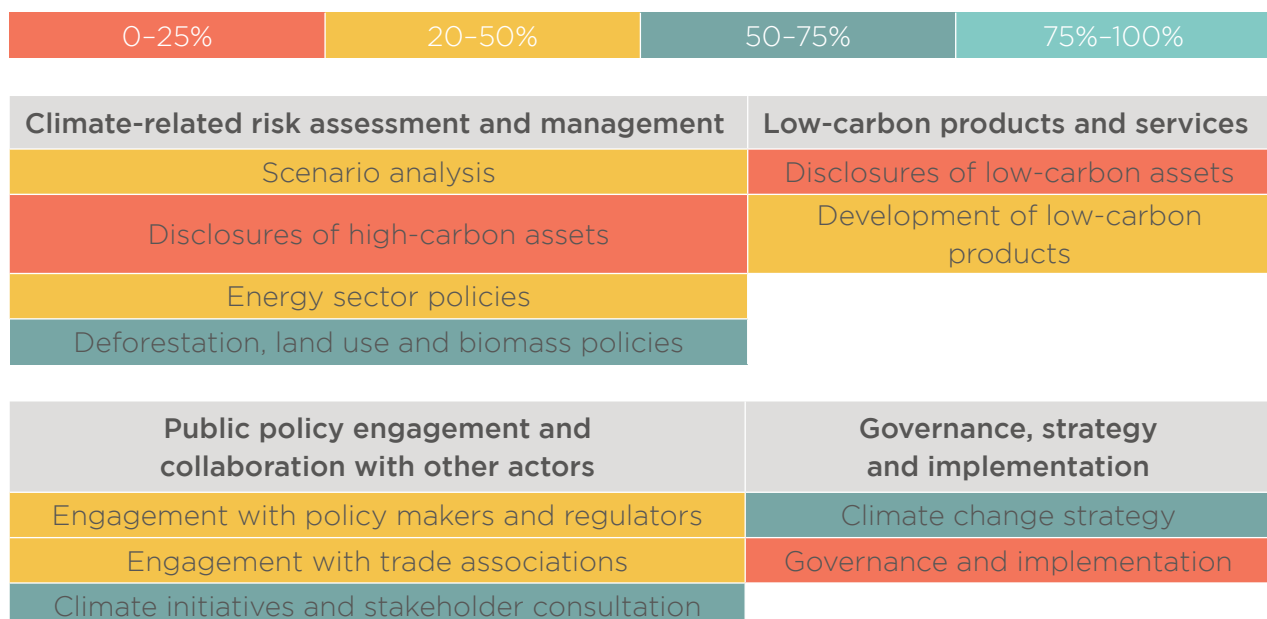 0–25%
20–50%
50–75%
75%–100%
Climate-related risk assessment and management
Scenario analysis
Disclosures of high-carbon assets
Energy sector policies
Deforestation, land use and biomass policies
Low-carbon products and services
Disclosures of low-carbon assets
Development of low-carbon
products
Public policy engagement and
collaboration with other actors
Engagement with policy makers and regulators
Engagement with trade associations
Climate initiatives and stakeholder consultation
Governance, strategy
and implementation
Climate change strategy
Governance and implementation